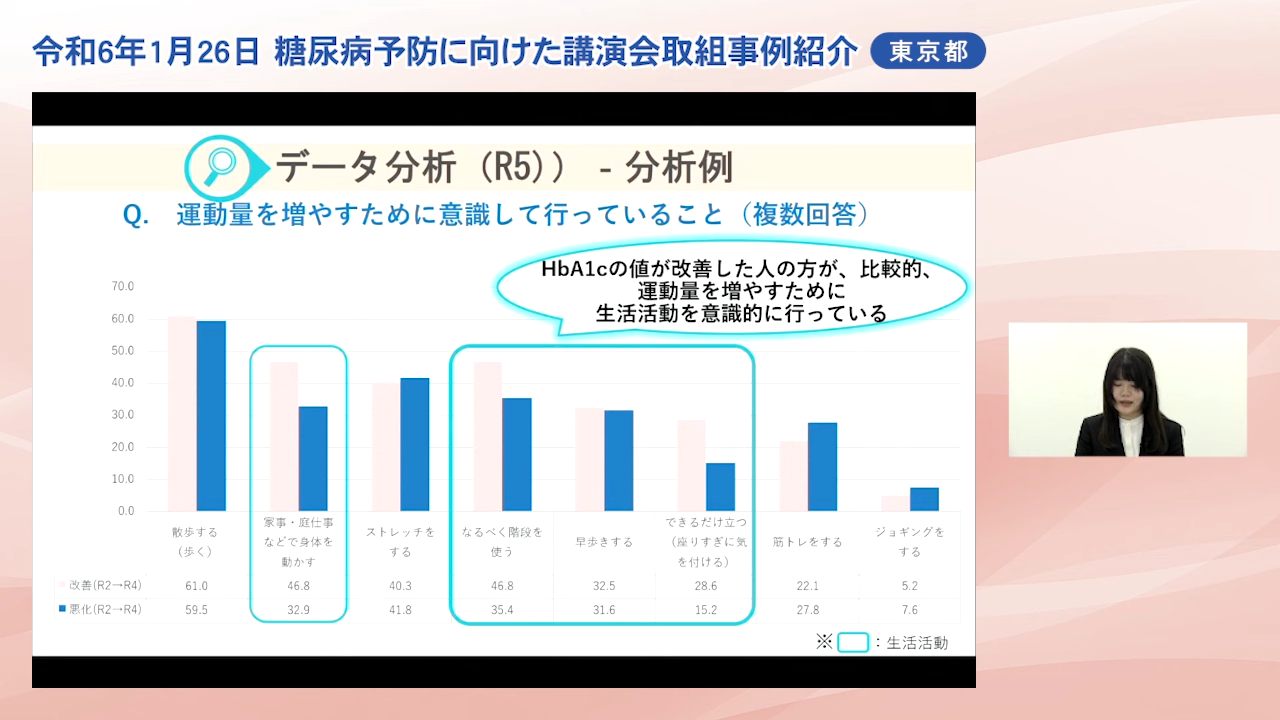 令和6年1月26日 糖尿病予防に向けた講演会取組事例紹介 東京都
データ分析（R5)）－分析例
Q.　運動量を増やすために意識して行っていること（複数回答）
HbA1cの値が改善した人の方が、比較的、
運動量を増やすために
生活活動を意識的に行っている
70.0
60.0
50.0
40.0
30.0
20.0
10.0
0.0
散歩する
（歩く）
家事・庭仕事
などで身体を
動かす
ストレッチを
する
なるべく階段を
使う
早歩きする
できるだけ立つ
（座りすぎに気
を付ける）
筋トレをする
ジョギングを
する
改善(R2→R4) 61.0 46.8 40.3 46.8 32.5 28.6 22.1 5.2
悪化(R2→R4) 59.5 32.9 41.8 35.4 31.6 15.2 27.8 7.6
※ ：生活活動